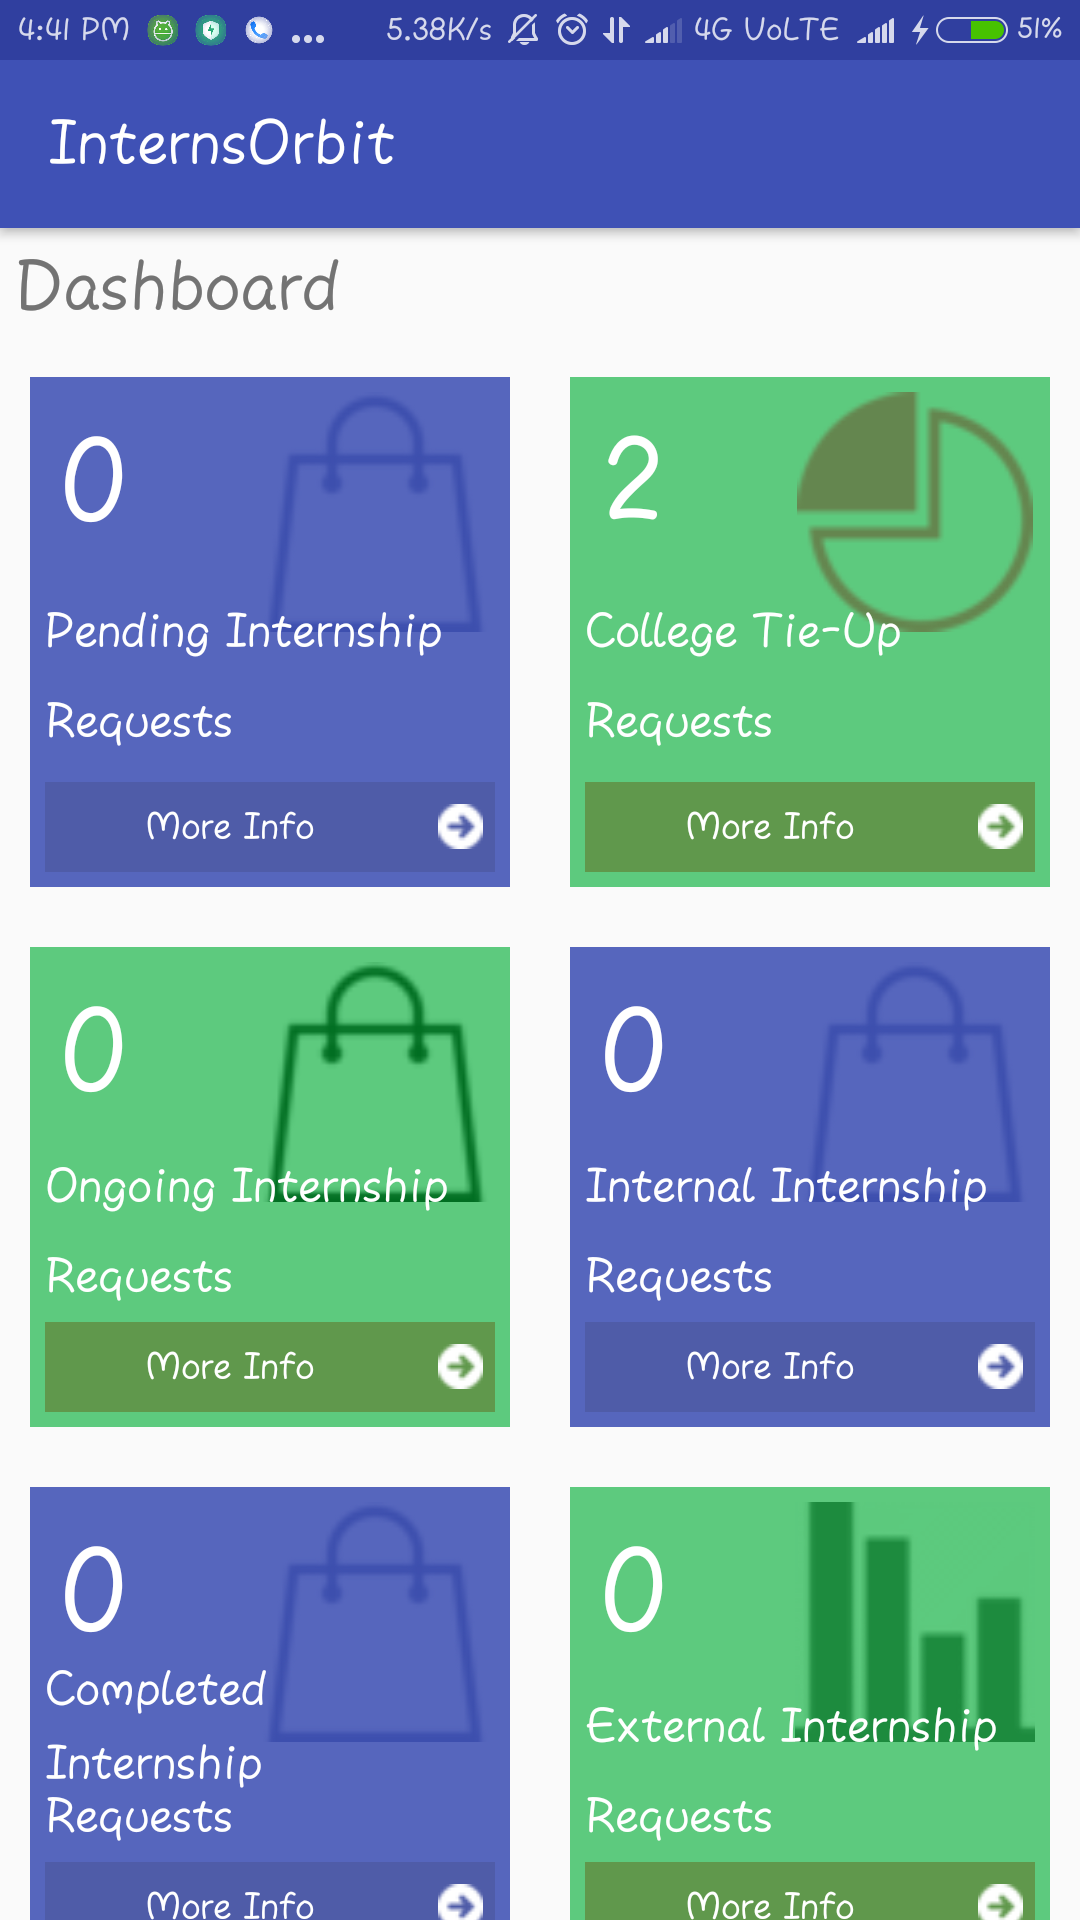 4:41 PM ... 5.38K/s 4G VoLTE 51%
InternsOrbit
Dashboard
0
Pending Internship
Requests
More Info
2
College Tie-Up
Requests
More Info
0
Ongoing Internship
Requests
More Info
0
Internal Internship
Requests
More Info
0
Completed
Internship
Requests
More Info
0
External Internship
Requests
More Info